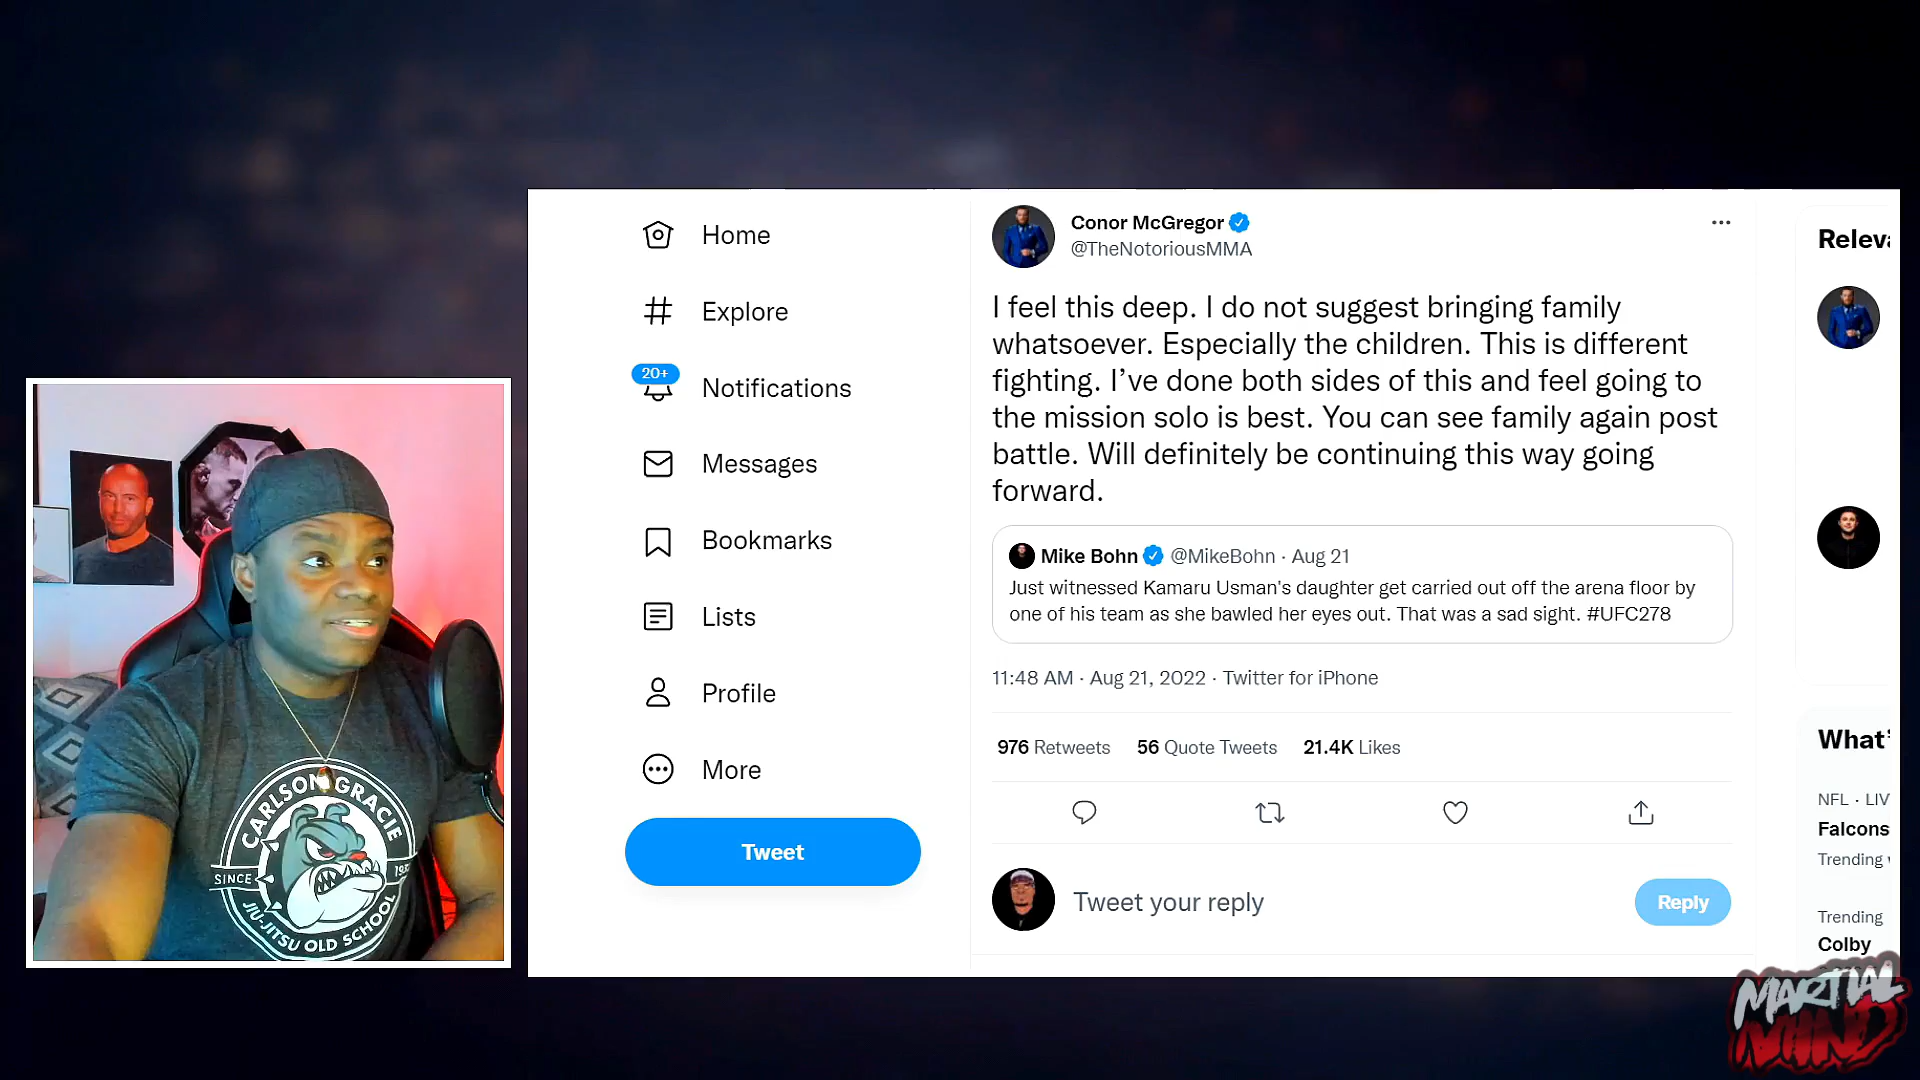 Home
Explore
20+
Notifications
Messages
Bookmarks
Lists
Profile
More
Tweet
Conor McGregor
@TheNotoriousMMA
I feel this deep. I do not suggest bringing family
whatsoever. Especially the children. This is different
fighting. I’ve done both sides of this and feel going to
the mission solo is best. You can see family again post
battle. Will definitely be continuing this way going
forward.
Mike Bohn @MikeBohn · Aug 21
Just witnessed Kamaru Usman's daughter get carried out off the arena floor by
one of his team as she bawled her eyes out. That was a sad sight. #UFC278
11:48 AM · Aug 21, 2022 · Twitter for iPhone
976 Retweets 56 Quote Tweets 21.4K Likes
Tweet your reply
Reply
What'
NFL · LIV
Falcons
Trending
Trending
Colby
CARLSON GRACIE
SINCE
JIU-JITSU OLD SCHOOL
MARTIAL
MIND